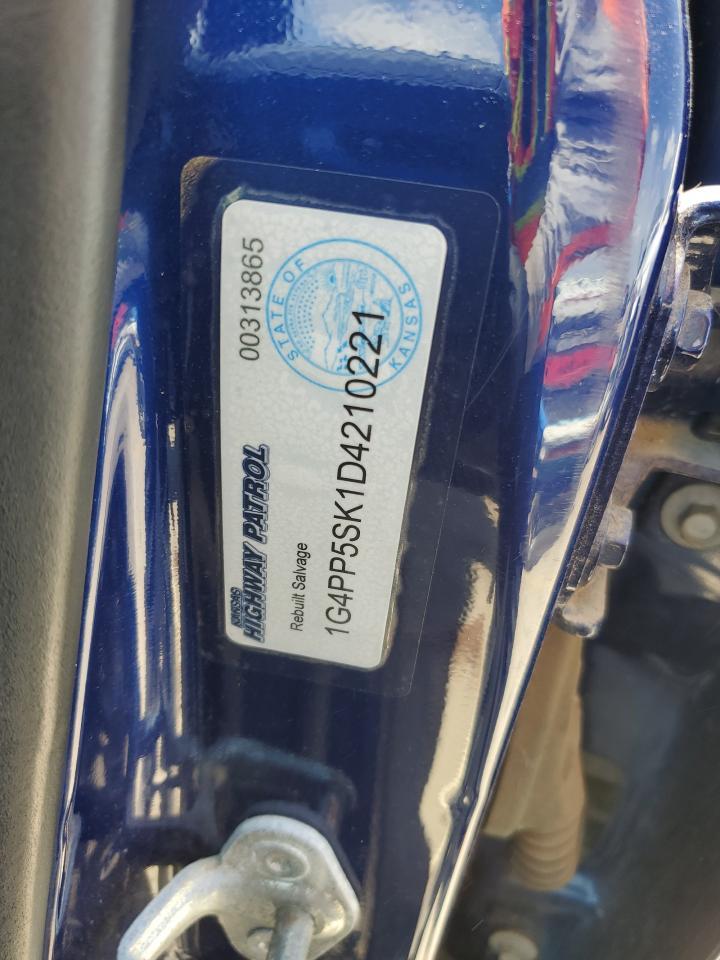 KANSAS
HIGHWAY PATROL
00313865
STATE OF
KANSAS
Rebuilt Salvage
1G4PP5SK1D4210221